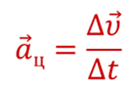 a⃗ц = Δv⃗ / Δt